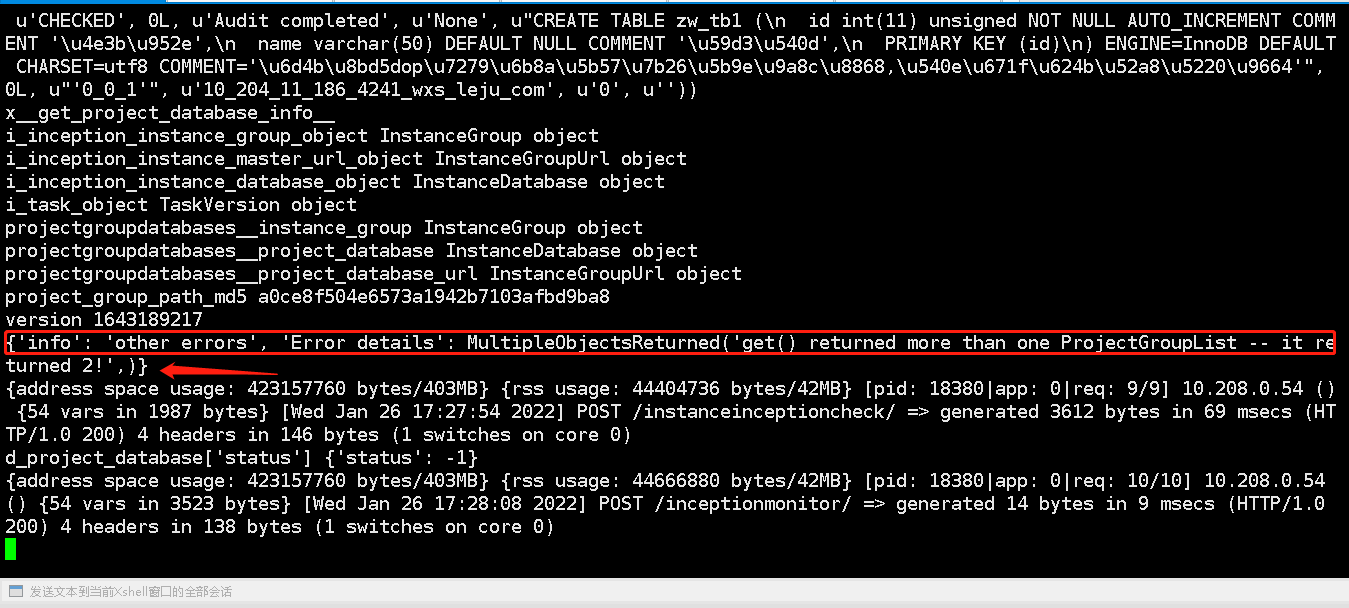 u'CHECKED', 0L, u'Audit completed', u'None', u"CREATE TABLE zw_tb1 (\n  id int(11) unsigned NOT NULL AUTO_INCREMENT COMM
ENT '\u4e3b\u952e',\n  name varchar(50) DEFAULT NULL COMMENT '\u59d3\u540d',\n  PRIMARY KEY (id)\n) ENGINE=InnoDB DEFAULT
 CHARSET=utf8 COMMENT='\u6d4b\u8bd5dop\u7279\u6b8a\u5b57\u7b26\u5b9e\u9a8c\u8868,\u540e\u671f\u624b\u52a8\u5220\u9664'",
0L, u"'0_0_1'", u'10_204_11_186_4241_wxs_leju_com', u'0', u''))
x__get_project_database_info__
i_inception_instance_group_object InstanceGroup object
i_inception_instance_master_url_object InstanceGroupUrl object
i_inception_instance_database_object InstanceDatabase object
i_task_object TaskVersion object
projectgroupdatabases__instance_group InstanceGroup object
projectgroupdatabases__project_database InstanceDatabase object
projectgroupdatabases__project_database_url InstanceGroupUrl object
project_group_path_md5 a0ce8f504e6573a1942b7103afbd9ba8
version 1643189217
{'info': 'other errors', 'Error details': MultipleObjectsReturned('get() returned more than one ProjectGroupList -- it re
turned 2!',)}
{address space usage: 423157760 bytes/403MB} {rss usage: 44404736 bytes/42MB} [pid: 18380|app: 0|req: 9/9] 10.208.0.54 ()
 {54 vars in 1987 bytes} [Wed Jan 26 17:27:54 2022] POST /instanceinceptioncheck/ => generated 3612 bytes in 69 msecs (HT
TP/1.0 200) 4 headers in 146 bytes (1 switches on core 0)
d_project_database['status'] {'status': -1}
{address space usage: 423157760 bytes/403MB} {rss usage: 44666880 bytes/42MB} [pid: 18380|app: 0|req: 10/10] 10.208.0.54
() {54 vars in 3523 bytes} [Wed Jan 26 17:28:08 2022] POST /inceptionmonitor/ => generated 14 bytes in 9 msecs (HTTP/1.0
200) 4 headers in 138 bytes (1 switches on core 0)
发送文本到当前Xshell窗口的全部会话